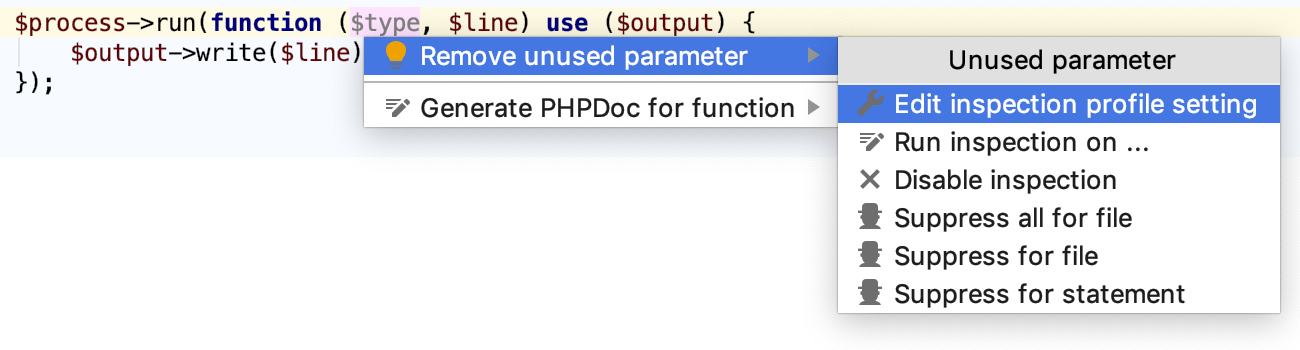 $process->run(function ($type, $line) use ($output) {
$output->write($line)
});
Remove unused parameter
Generate PHPDoc for function
Unused parameter
Edit inspection profile setting
Run inspection on ...
Disable inspection
Suppress all for file
Suppress for file
Suppress for statement